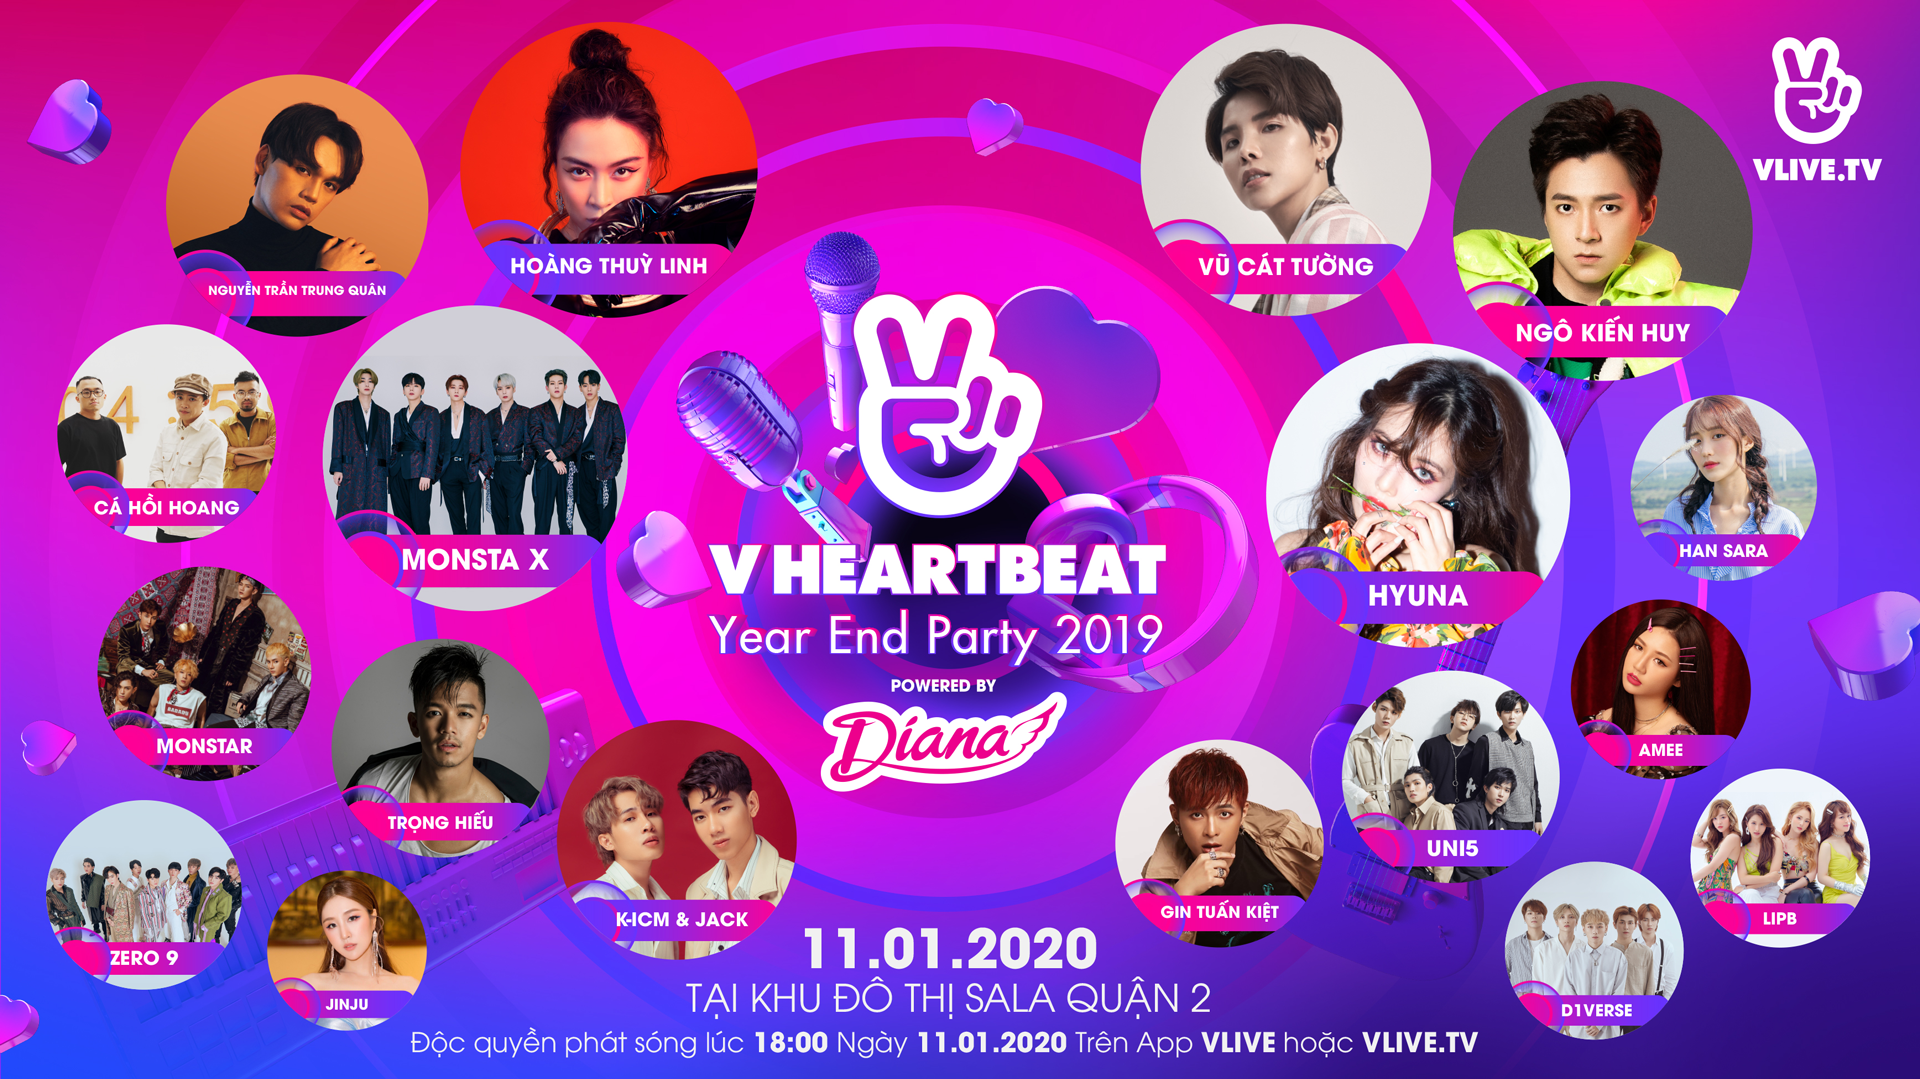 VLIVE.TV
NGUYỄN TRẦN TRUNG QUÂN
HOÀNG THUỲ LINH
VŨ CÁT TƯỜNG
NGÔ KIẾN HUY
CÁ HỒI HOANG
MONSTA X
HYUNA
HAN SARA
V HEARTBEAT
Year End Party 2019
POWERED BY
Diana
MONSTAR
TRỌNG HIẾU
K-ICM & JACK
GIN TUẤN KIỆT
UNI5
AMEE
LIPB
ZERO 9
JINJU
D1VERSE
11.01.2020
TẠI KHU ĐÔ THỊ SALA QUẬN 2
Độc quyền phát sóng lúc 18:00 Ngày 11.01.2020 Trên App VLIVE hoặc VLIVE.TV